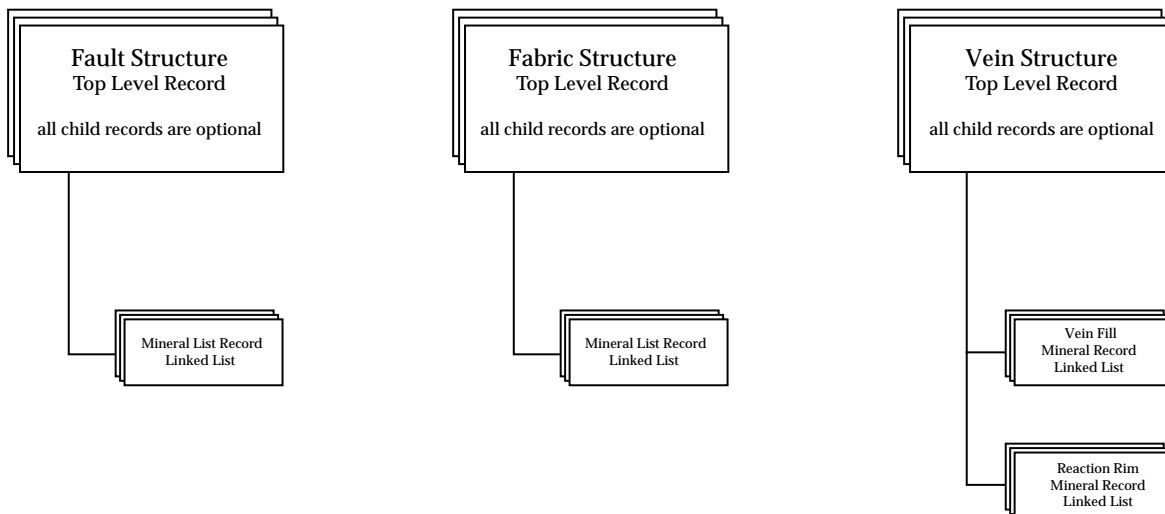 Fault Structure
Top Level Record
all child records are optional
Fabric Structure
Top Level Record
all child records are optional
Vein Structure
Top Level Record
all child records are optional
Mineral List Record
Linked List
Mineral List Record
Linked List
Vein Fill
Mineral Record
Linked List
Reaction Rim
Mineral Record
Linked List